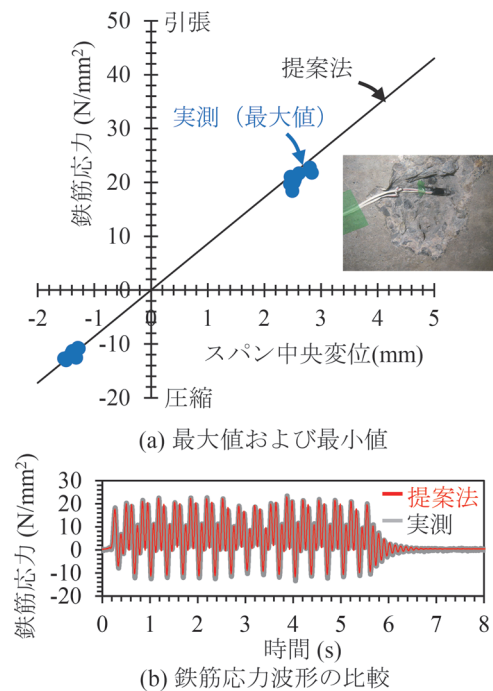 鉄筋応力 (N/mm²)
50
引張
40
提案法
30
実測（最大値）
20
10
0
-2
-1
0
1
2
3
4
5
-10
スパン中央変位(mm)
-20
圧縮
(a) 最大値および最小値
鉄筋応力 (N/mm²)
30
20
10
0
-10
-20
提案法
実測
0
1
2
3
4
5
6
7
8
時間 (s)
(b) 鉄筋応力波形の比較